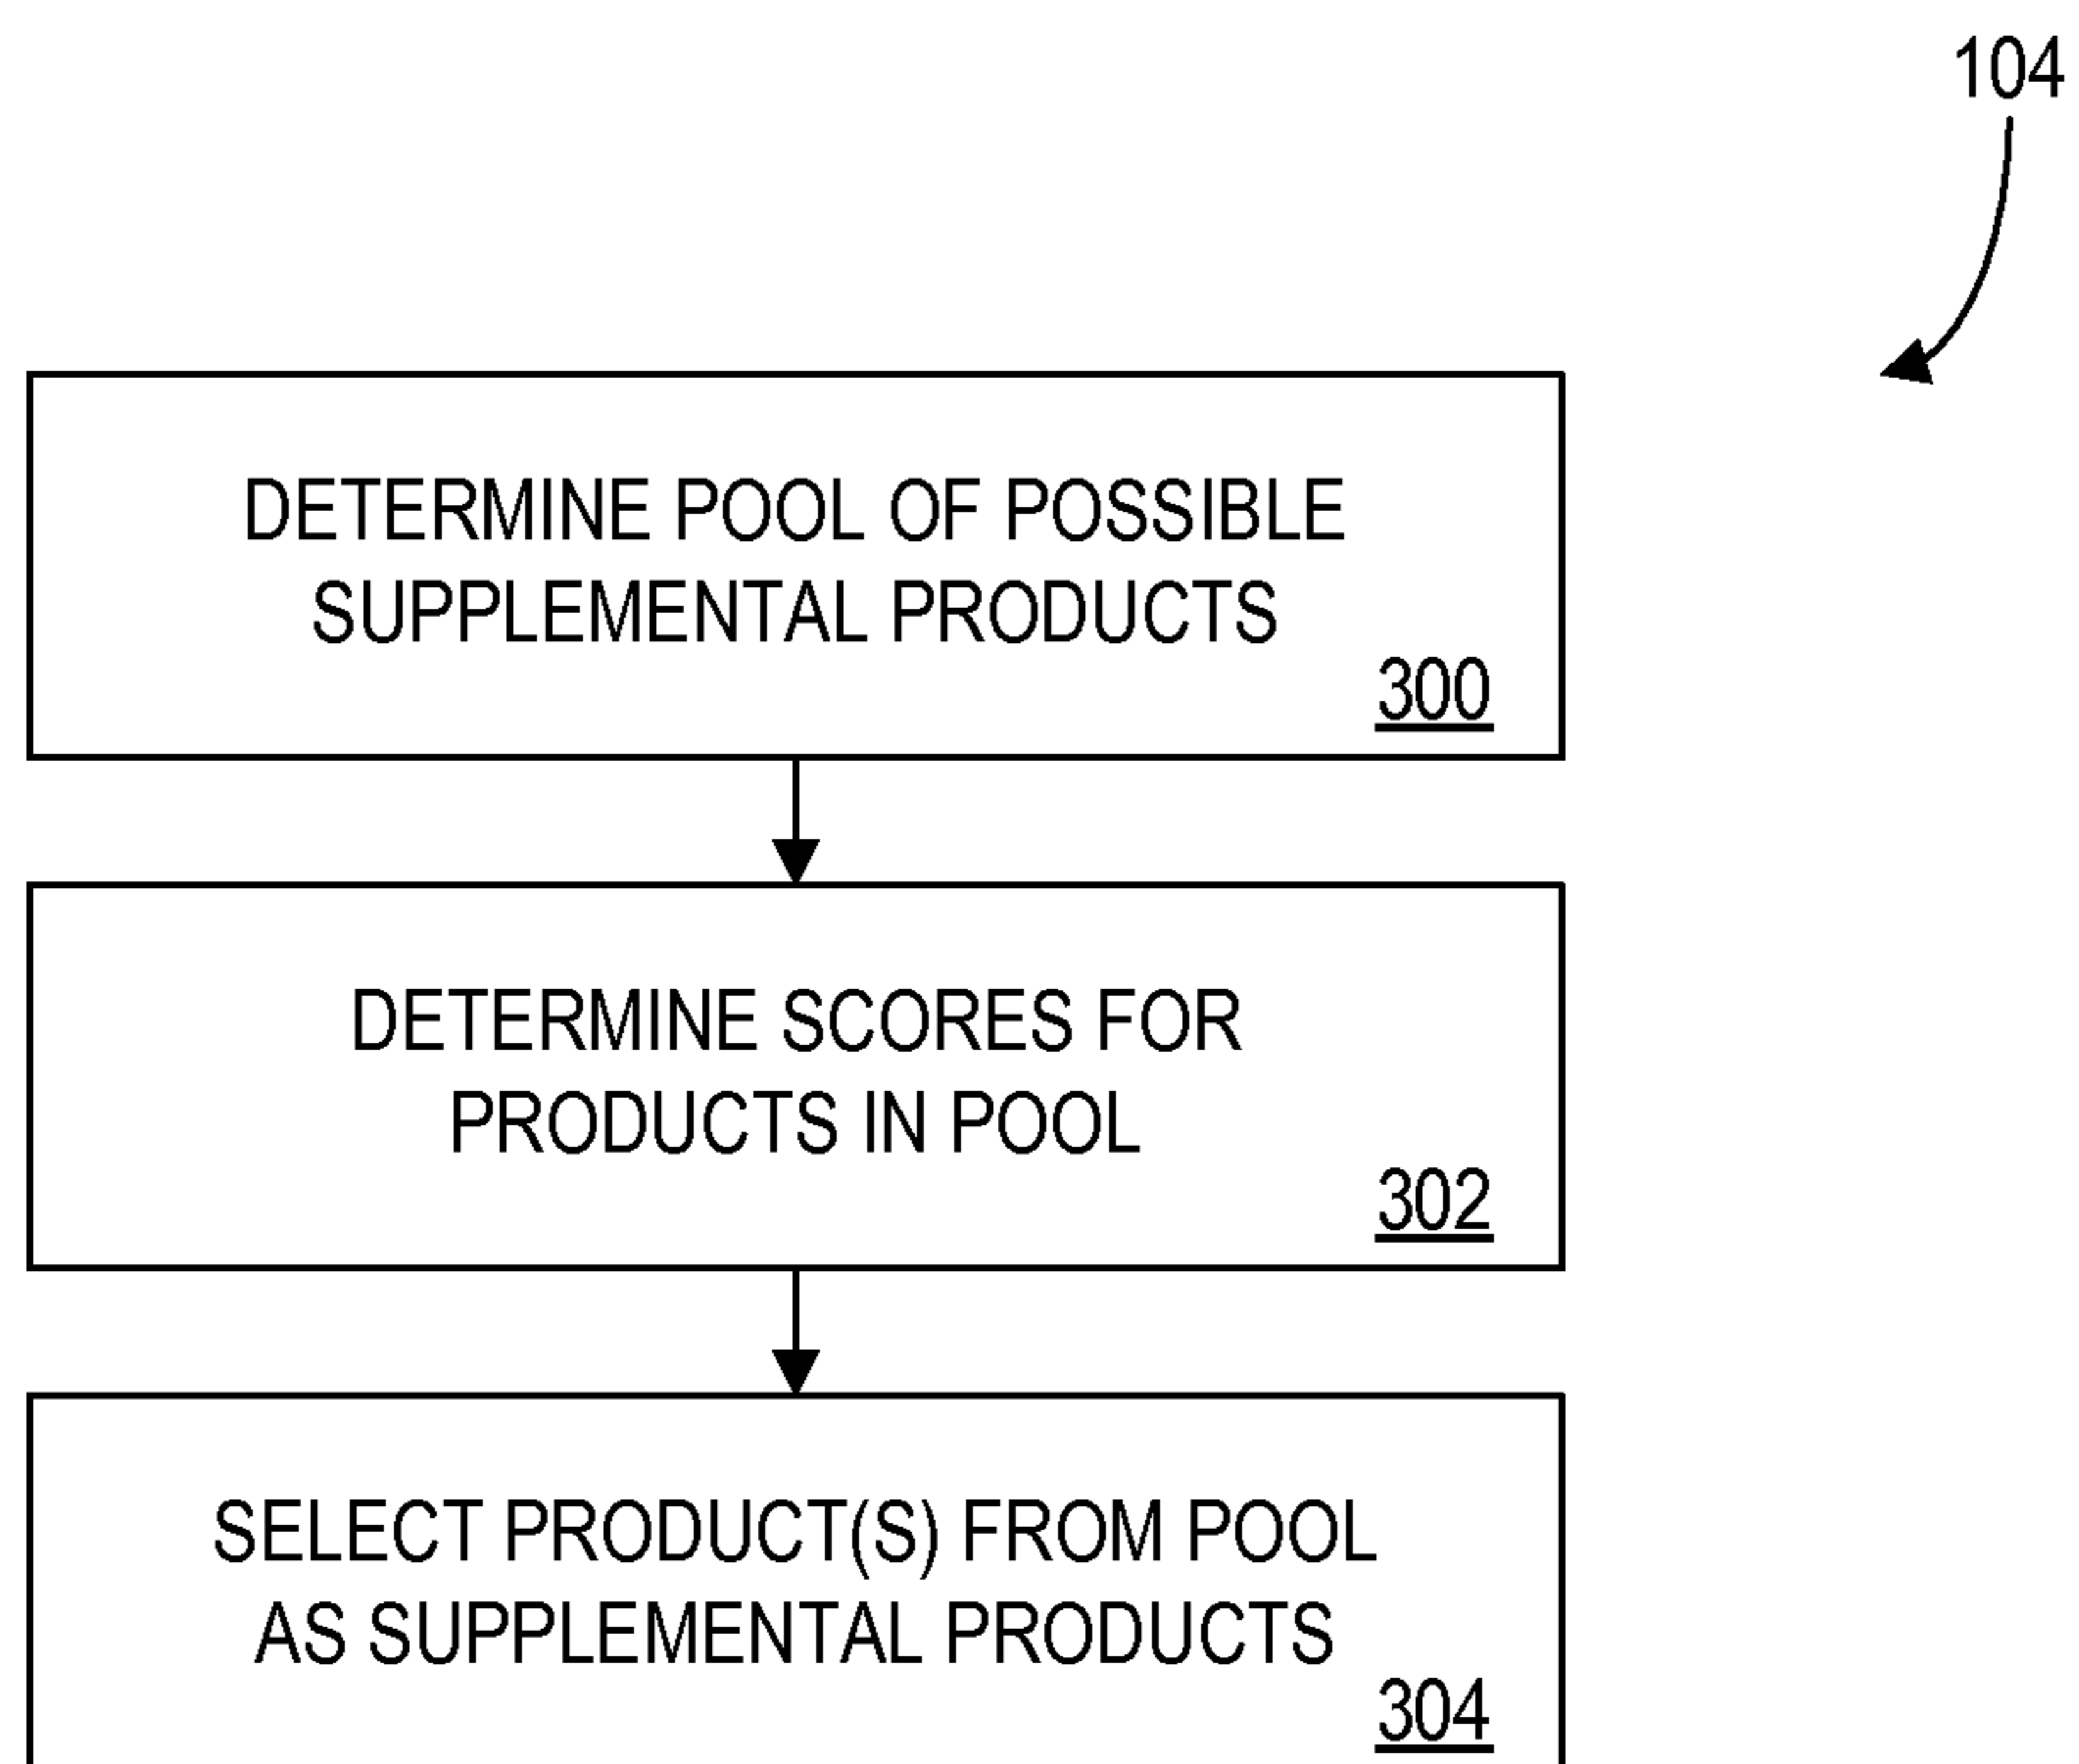 104
DETERMINE POOL OF POSSIBLE
SUPPLEMENTAL PRODUCTS
300
DETERMINE SCORES FOR
PRODUCTS IN POOL
302
SELECT PRODUCT(S) FROM POOL
AS SUPPLEMENTAL PRODUCTS
304